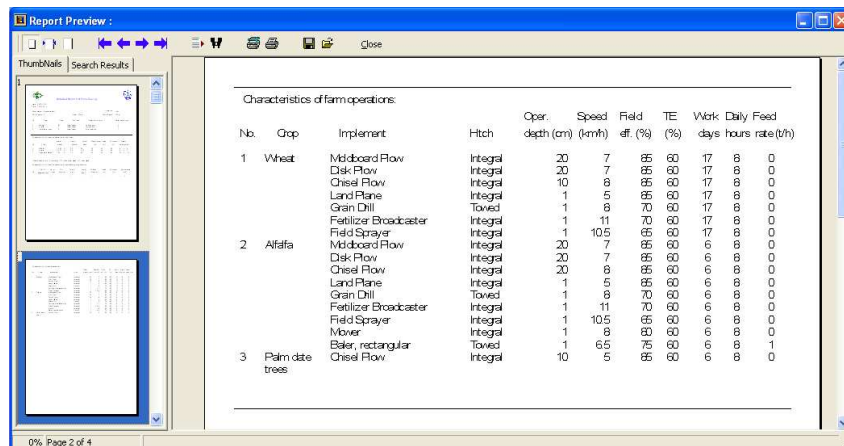 Report Preview :
Close
ThumbNails Search Results
1
Characteristics of farm operations:
Oper. Speed Field TE Work Daily Feed
No. Crop Implement Hitch depth (cm) (km/h) eff. (%) (%) days hours rate (t/h)
1 Wheat Moldboard Plow Integral 20 7 85 60 17 8 0
Disk Plow Integral 20 7 85 60 17 8 0
Chisel Plow Integral 10 8 85 60 17 8 0
Land Plane Integral 1 5 85 60 17 8 0
Grain Drill Towed 1 8 70 60 17 8 0
Fertilizer Broadcaster Integral 1 11 70 60 17 8 0
Field Sprayer Integral 1 10.5 65 60 17 8 0
2 Alfalfa Moldboard Plow Integral 20 7 85 60 6 8 0
Disk Plow Integral 20 7 85 60 6 8 0
Chisel Plow Integral 20 8 85 60 6 8 0
Land Plane Integral 1 5 85 60 6 8 0
Grain Drill Towed 1 8 70 60 6 8 0
Fertilizer Broadcaster Integral 1 11 70 60 6 8 0
Field Sprayer Integral 1 10.5 65 60 6 8 0
Mower Integral 1 8 80 60 6 8 0
Baler, rectangular Towed 1 6.5 75 60 6 8 1
3 Palm date Chisel Plow Integral 10 5 85 60 6 8 0
trees
0% Page 2 of 4